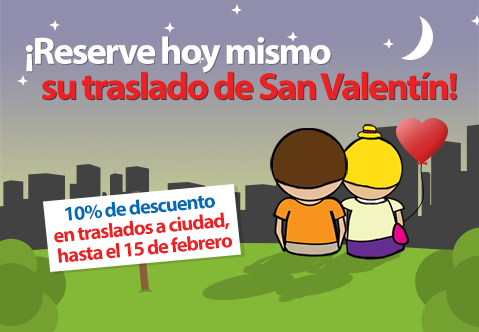 ¡Reserve hoy mismo
su traslado de San Valentín!
10% de descuento
en traslados a ciudad,
hasta el 15 de febrero